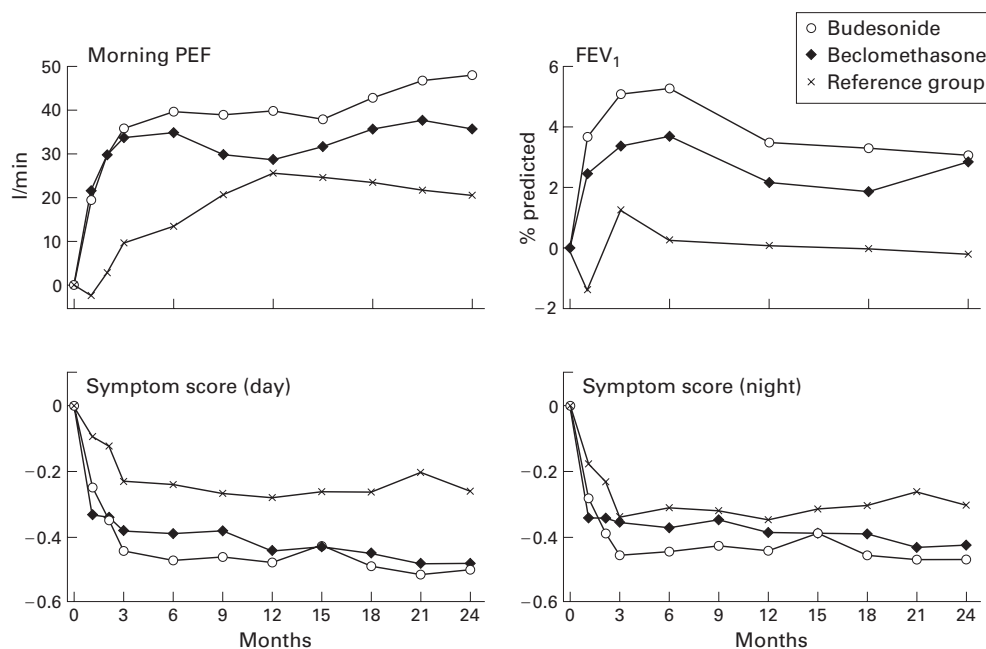 Morning PEF
50
40
30
20
10
0
l/min
FEV₁
6
4
2
0
−2
% predicted
Budesonide
Beclomethasone
Reference group
Symptom score (day)
0
−0.2
−0.4
−0.6
0 3 6 9 12 15 18 21 24
Months
Symptom score (night)
0
−0.2
−0.4
−0.6
0 3 6 9 12 15 18 21 24
Months